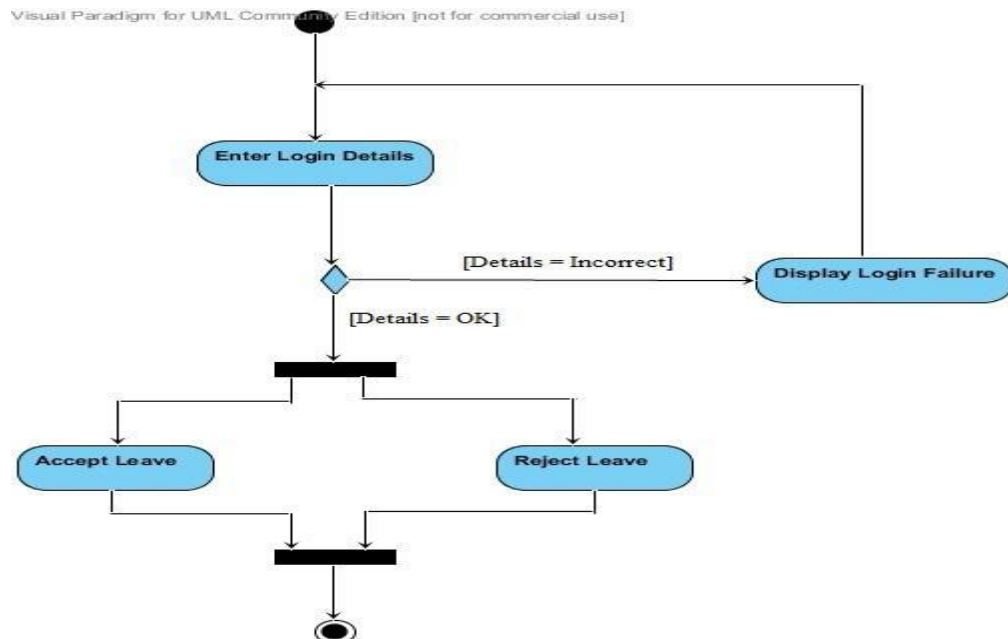 Visual Paradigm for UML Community Edition [not for commercial use]
Enter Login Details
[Details = Incorrect]
Display Login Failure
[Details = OK]
Accept Leave
Reject Leave